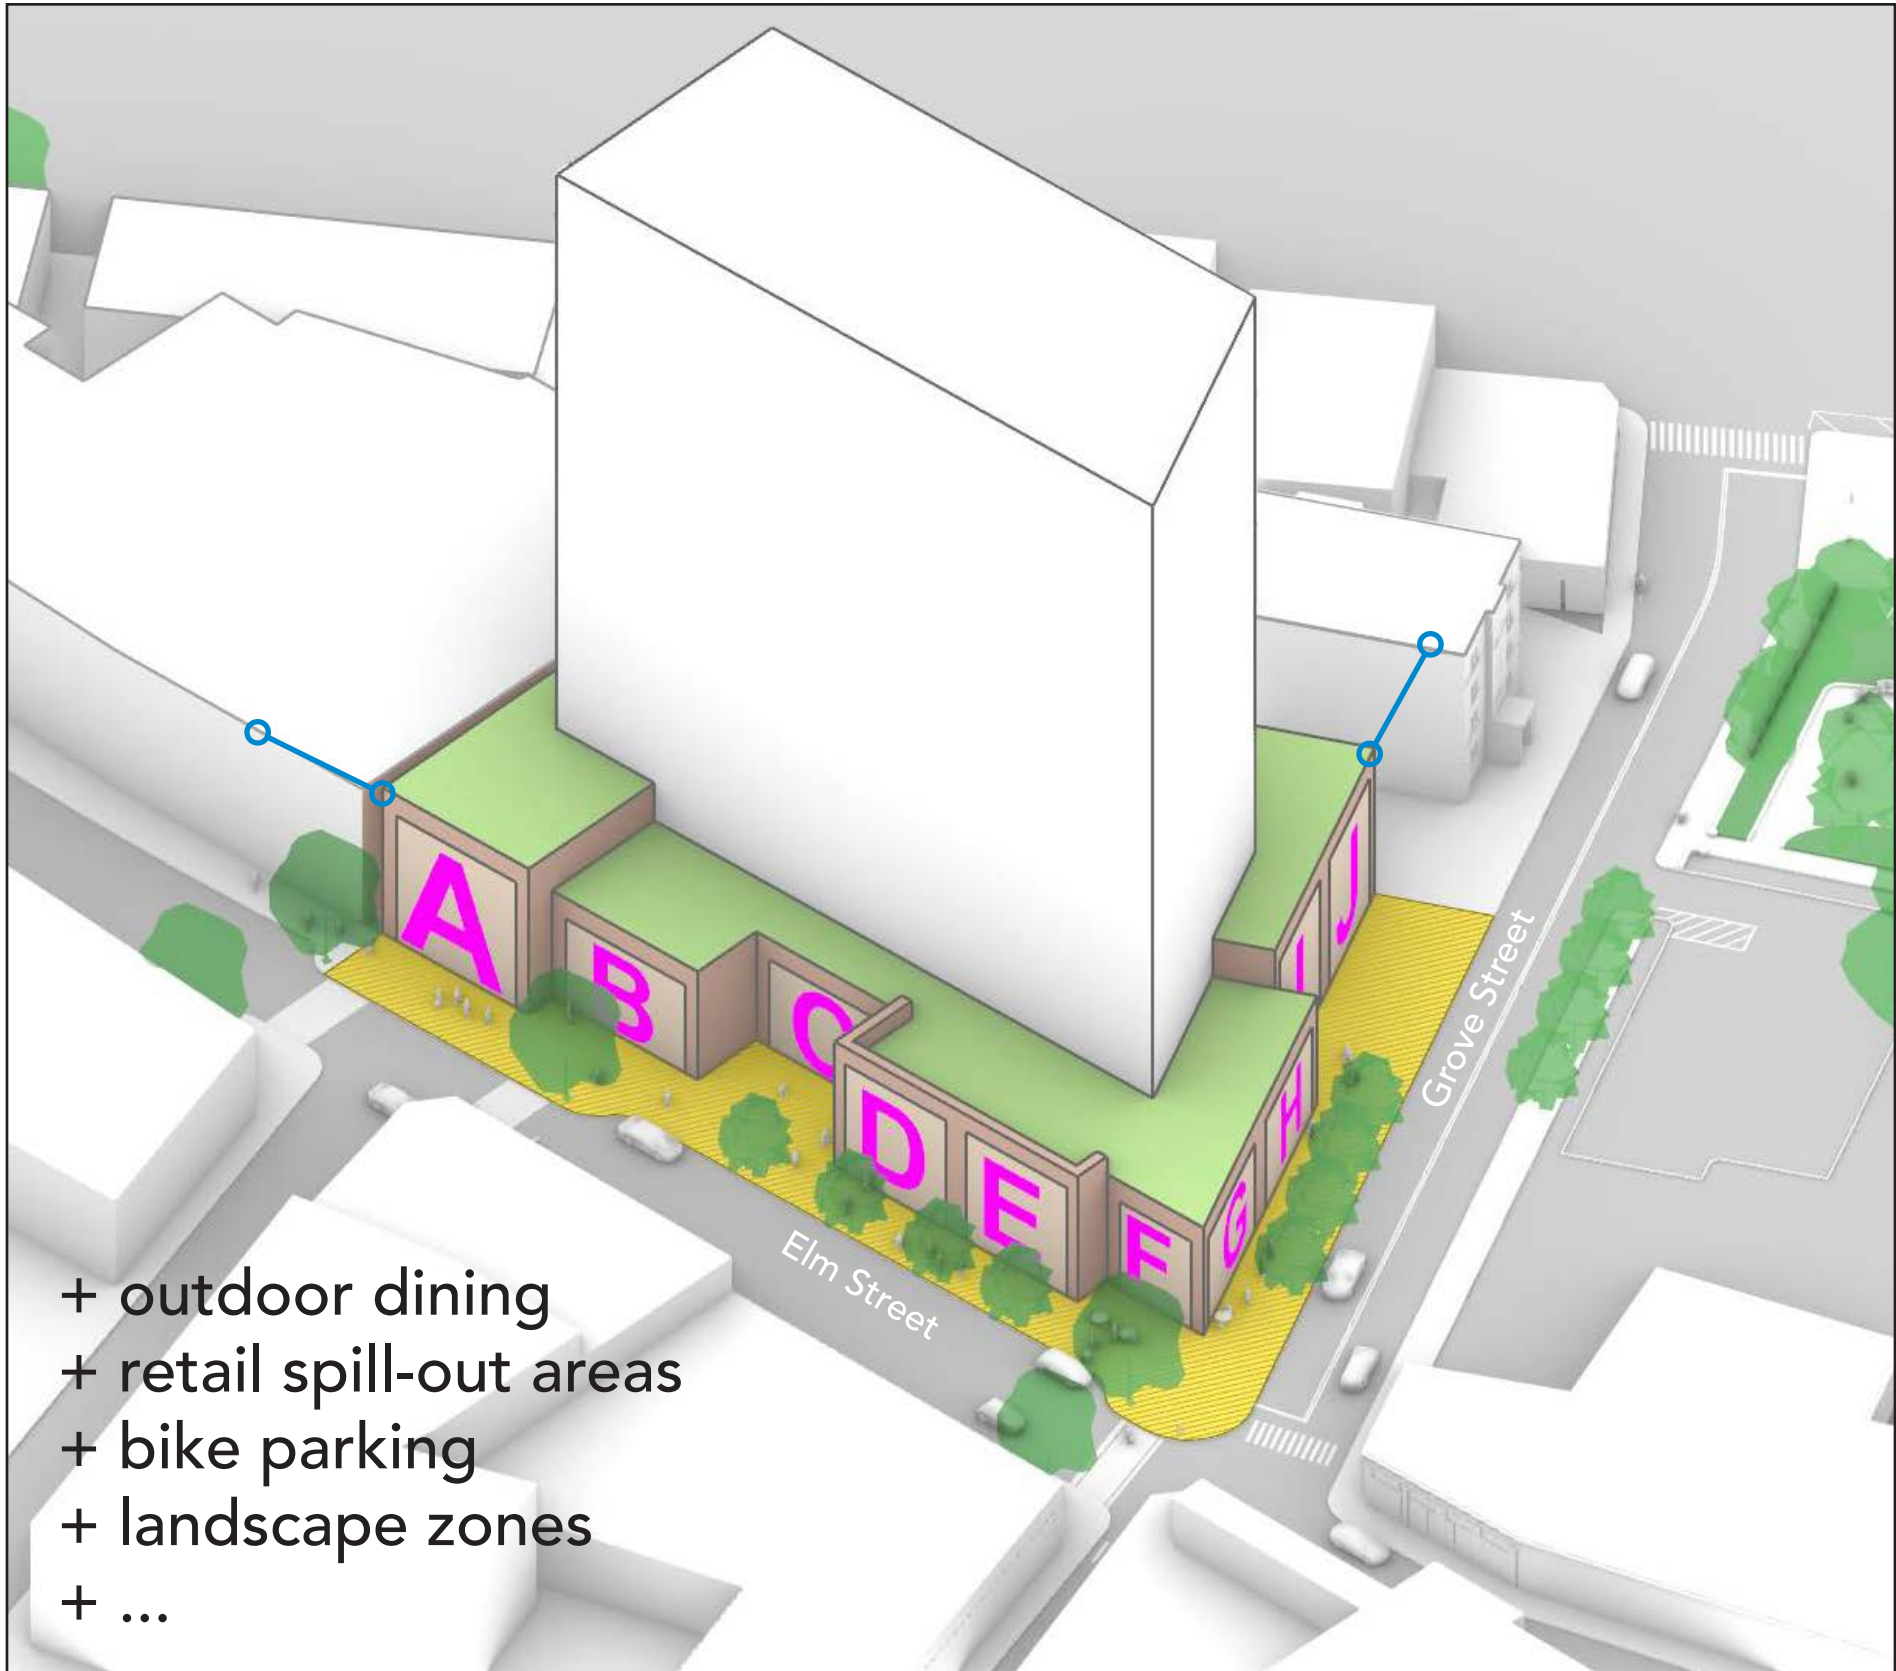 A
B
C
D
E
F
G
H
I
J
Grove Street
Elm Street
+ outdoor dining
+ retail spill-out areas
+ bike parking
+ landscape zones
+ ...